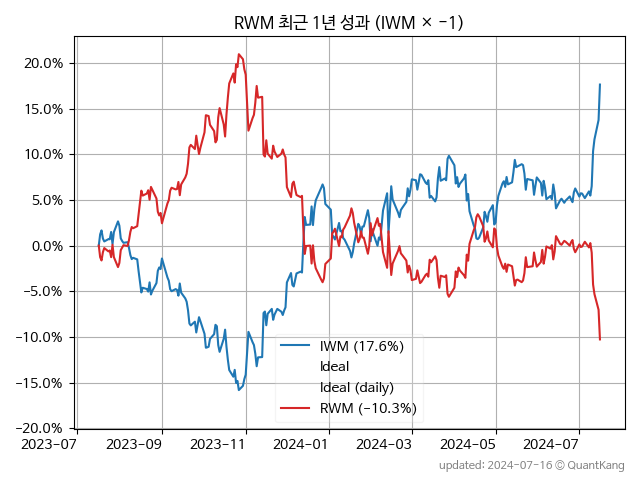 RWM 최근 1년 성과 (IWM × −1)
20.0%
15.0%
10.0%
5.0%
0.0%
−5.0%
−10.0%
−15.0%
−20.0%
IWM (17.6%)
Ideal
Ideal (daily)
RWM (−10.3%)
2023-07 2023-09 2023-11 2024-01 2024-03 2024-05 2024-07
updated: 2024-07-16 © QuantKang